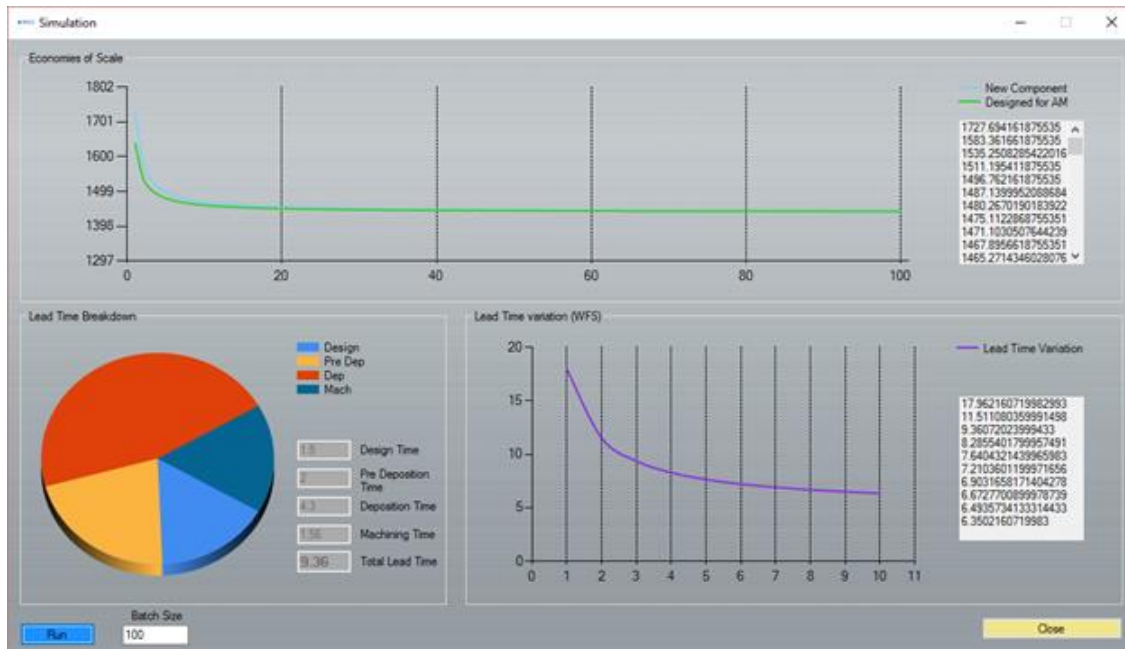 Simulation
Economies of Scale
1802
1701
1600
1499
1398
1297
0 20 40 60 80 100
New Component
Designed for AM
1727.694161875535
1583.361661875535
1535.2508285422016
1511.195411875535
1496.762161875535
1487.1399952088684
1480.2670190183922
1475.1122868755351
1471.1030507644239
1467.8956618755351
1465.2714346028076
Lead Time Breakdown
Design
Pre Dep
Dep
Mach
1.5 Design Time
2 Pre Deposition
Time
4.3 Deposition Time
1.56 Machining Time
9.36 Total Lead Time
Lead Time variation (WFS)
20
15
10
5
0
0 1 2 3 4 5 6 7 8 9 10 11
Lead Time Variation
17.962160719982993
11.511080359991498
9.36072023999433
8.2855401799957491
7.6404321439965983
7.2103601199971656
6.9031658171404278
6.6727700899978739
6.4935734133314433
6.3502160719983
Run
Batch Size
100
Close